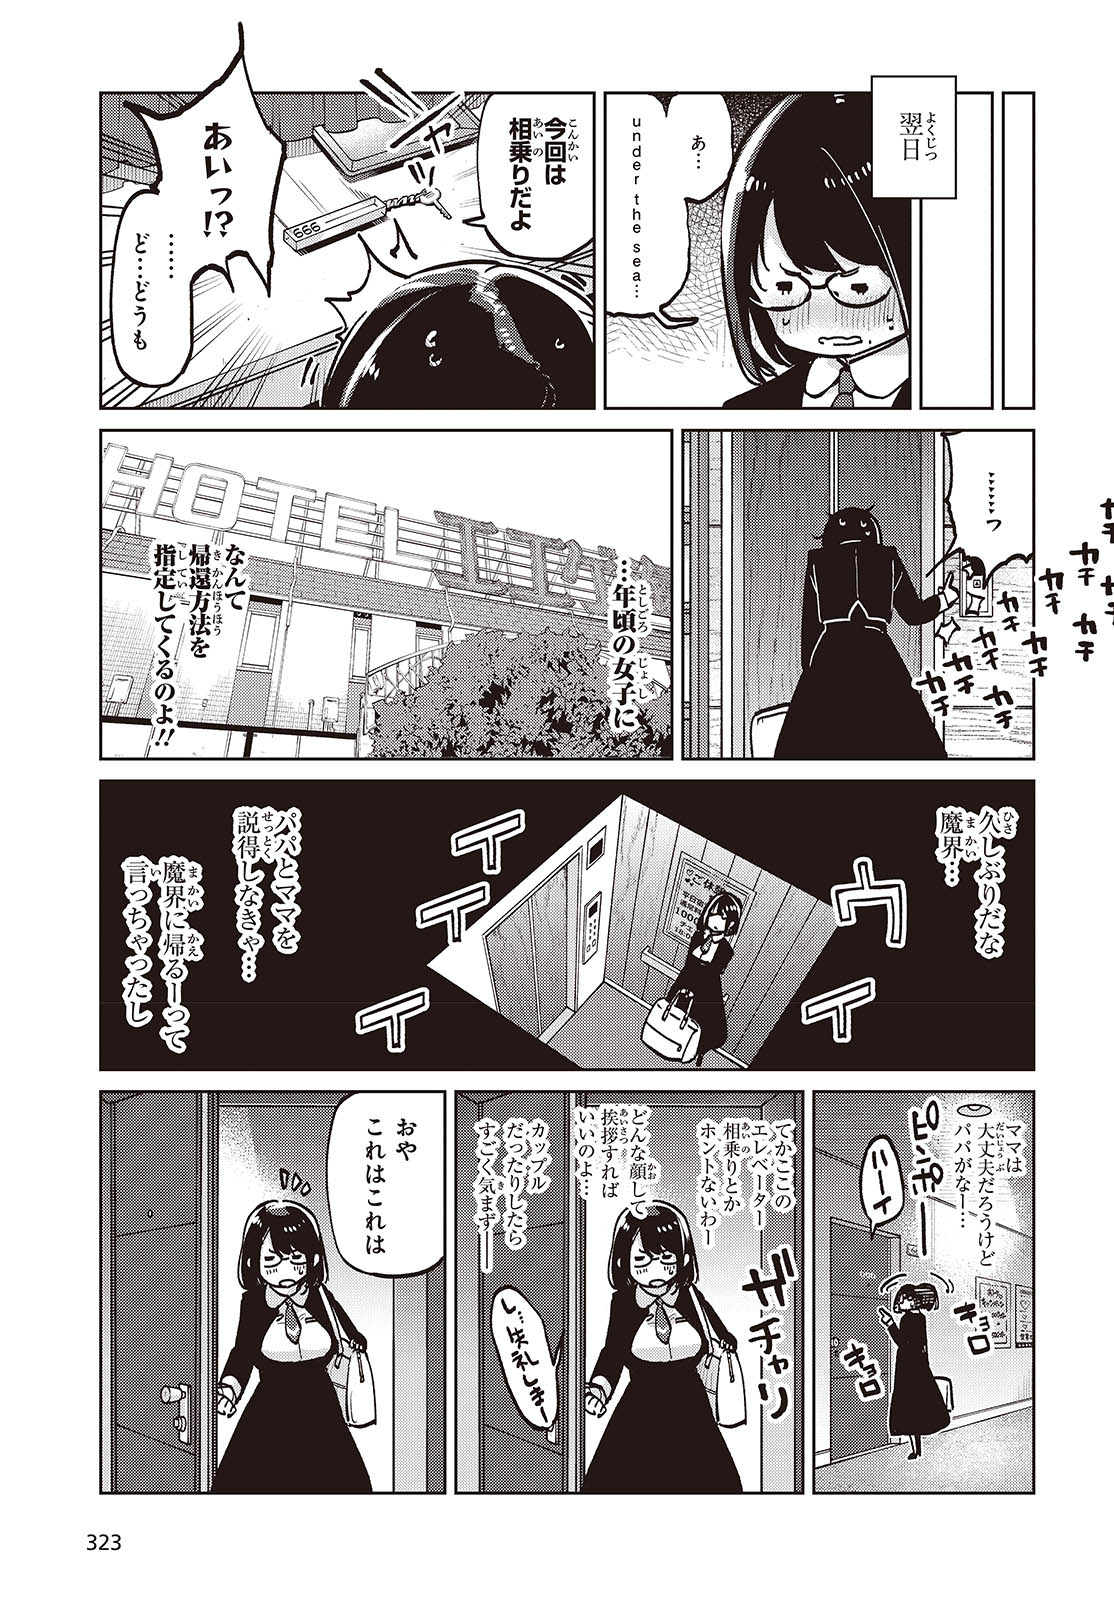 翌日
あ…
under the sea…
今回は
相乗りだよ
ヤ
666
あいっ!?
………
ど…どうも
………っ
カチ
カチ
カチ
カチ
カチ
カチ
カチ
…年頃の女子に
HOTEL
なんて
帰還方法を
指定してくるのよ!!
久しぶりだな
魔界…
ウィィィ
ご休憩
パパとママを
説得しなきゃ…
魔界に帰るーって
言っちゃったし
ママは
大丈夫だろうけど
パパがなー…
ピンポーー
ハーイ
キョロ
キョロ
てかここの
エレベーター
相乗りとか
ホントないわー
どんな顔して
挨拶すれば
いいのよ…
ガチャリ
カップル
だったりしたら
すごく気まずーー
し…失礼しまー
おや
これはこれは
323